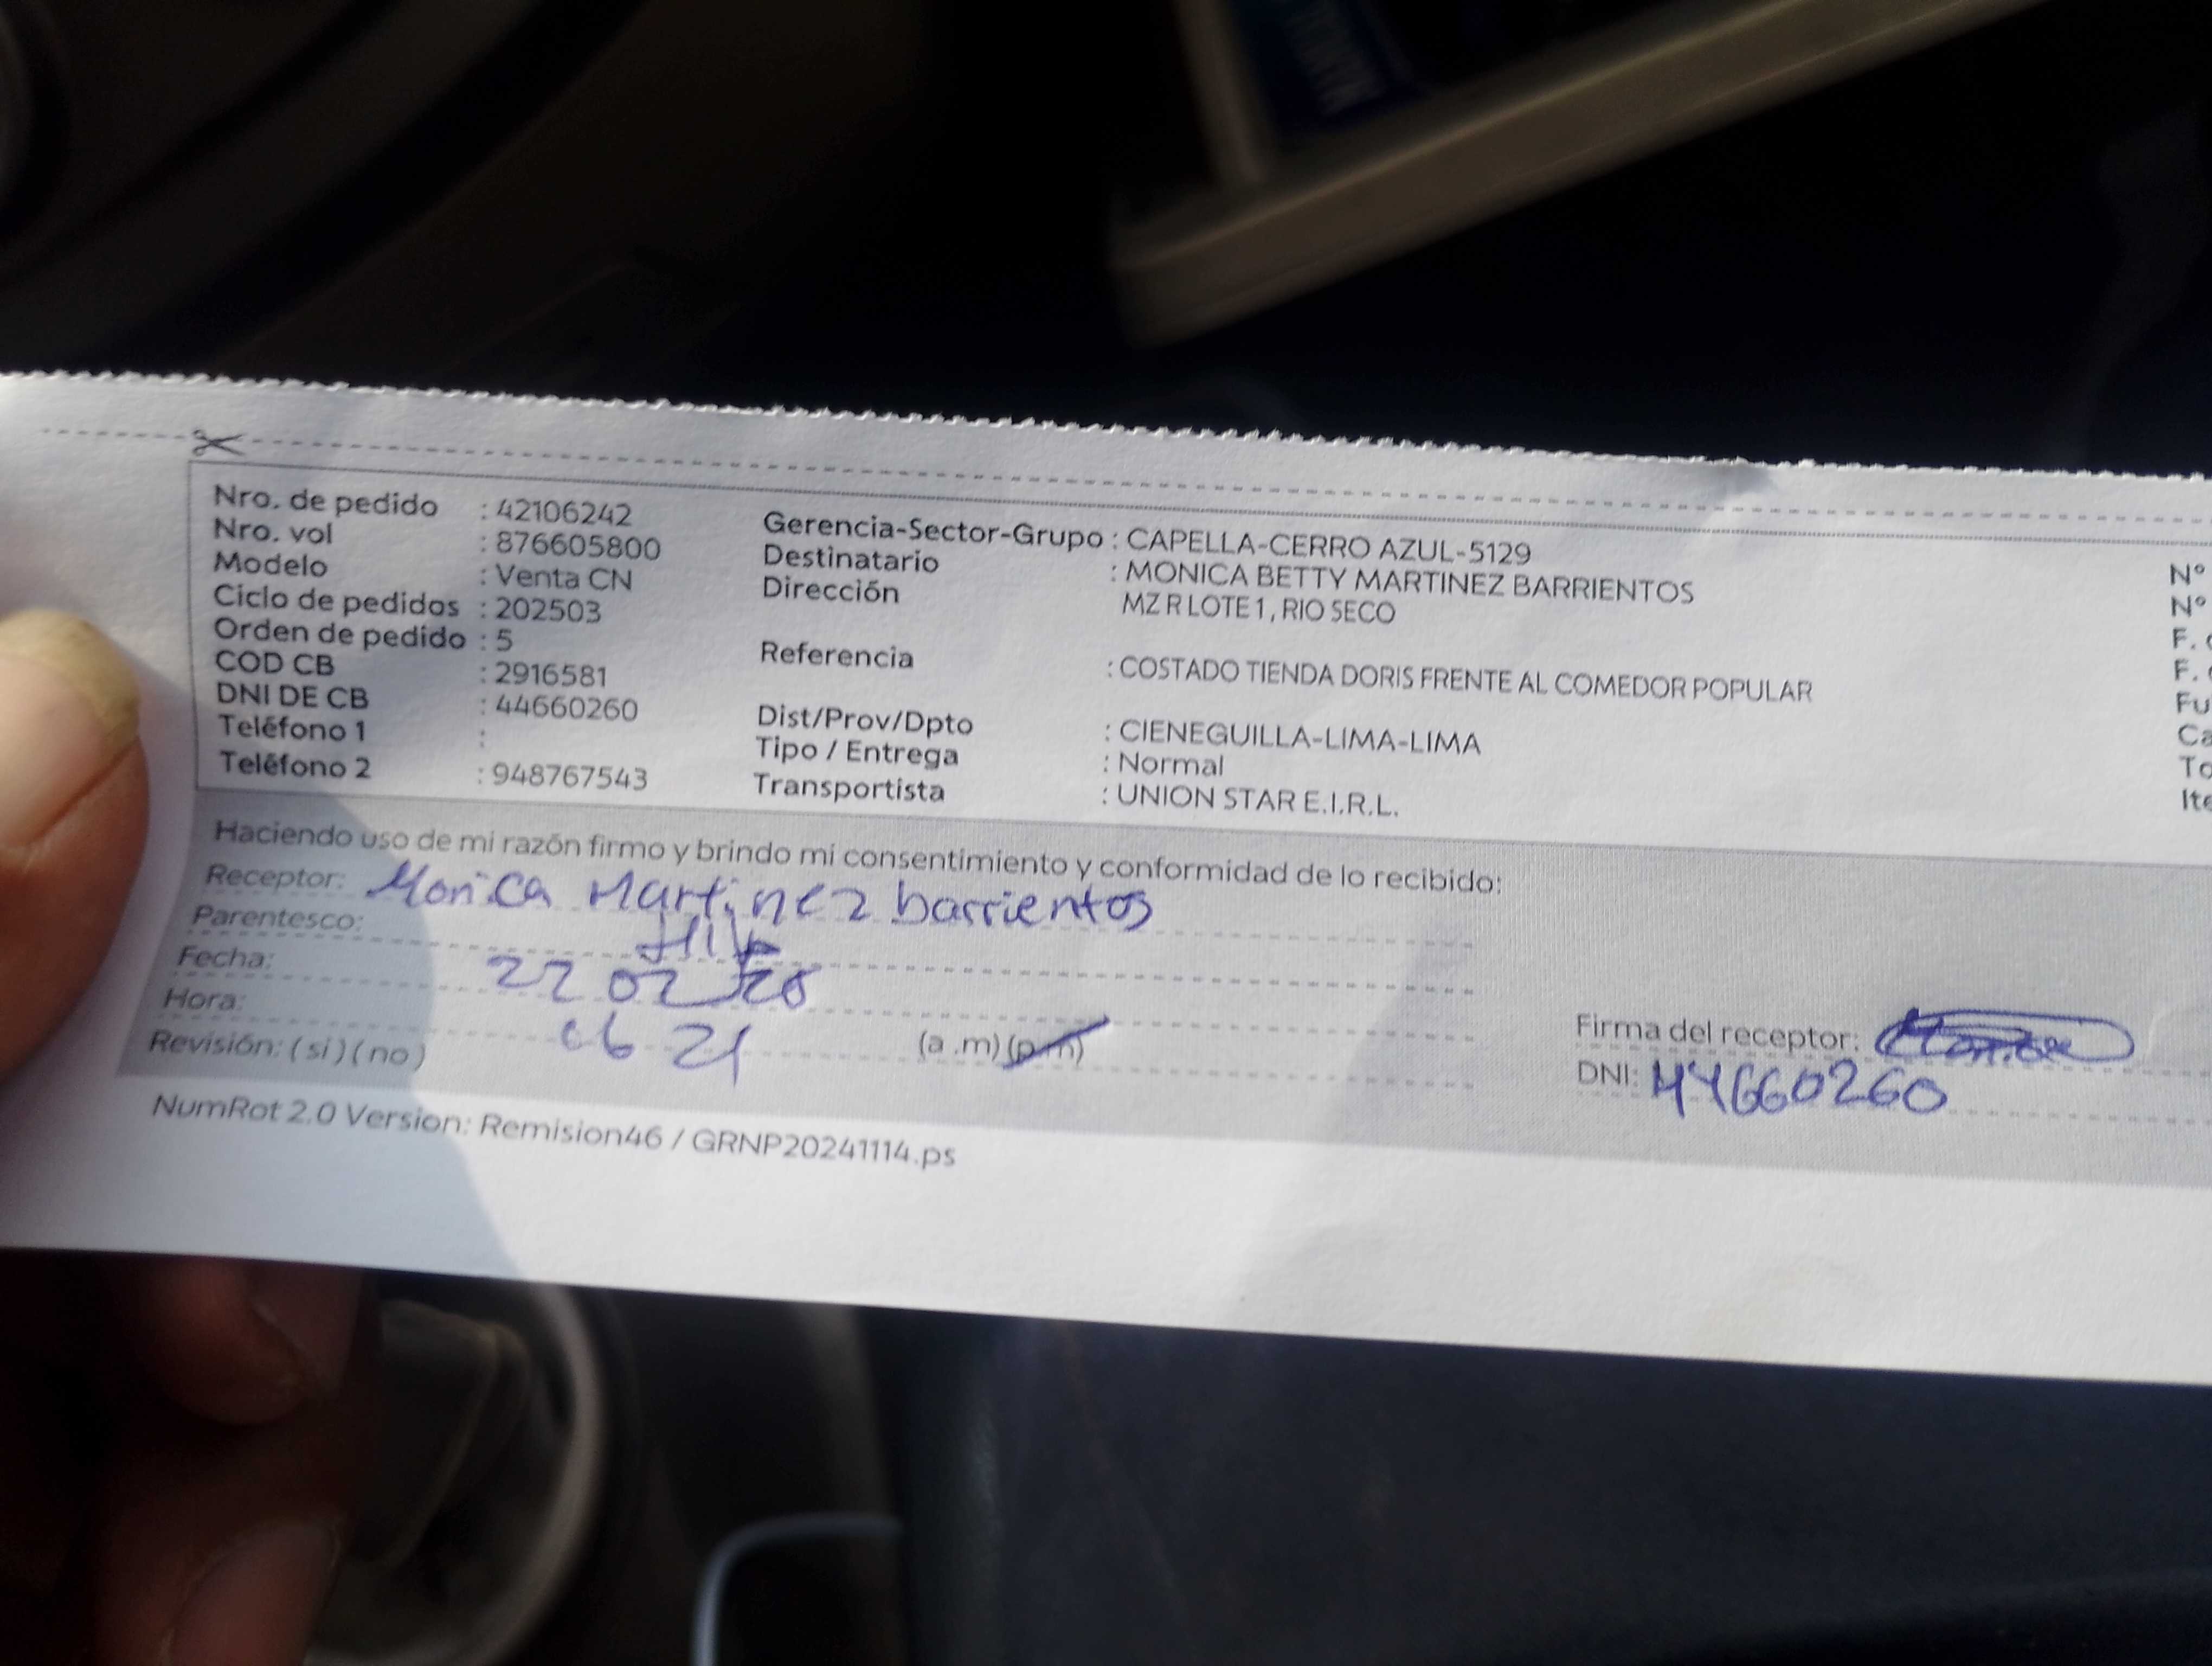 Nro. de pedido : 42106242
Nro. vol : 876605800
Modelo : Venta CN
Ciclo de pedidos : 202503
Orden de pedido : 5
COD CB : 2916581
DNI DE CB : 44660260
Teléfono 1 :
Teléfono 2 : 948767543
Gerencia-Sector-Grupo : CAPELLA-CERRO AZUL-5129
Destinatario : MONICA BETTY MARTINEZ BARRIENTOS
Dirección MZ R LOTE 1, RIO SECO
Referencia : COSTADO TIENDA DORIS FRENTE AL COMEDOR POPULAR
Dist/Prov/Dpto : CIENEGUILLA-LIMA-LIMA
Tipo / Entrega : Normal
Transportista : UNION STAR E.I.R.L.
N°
N°
F.
F.
Haciendo uso de mi razón firmo y brindo mi consentimiento y conformidad de lo recibido:
Receptor: Monica Martinez barrientos
Parentesco:
Fecha: 22 02
Hora: 06 21 (a .m) (p.m)
Revisión: ( si ) ( no )
Firma del receptor:
DNI: 44660260
NumRot 2.0 Version: Remision46 / GRNP20241114.ps